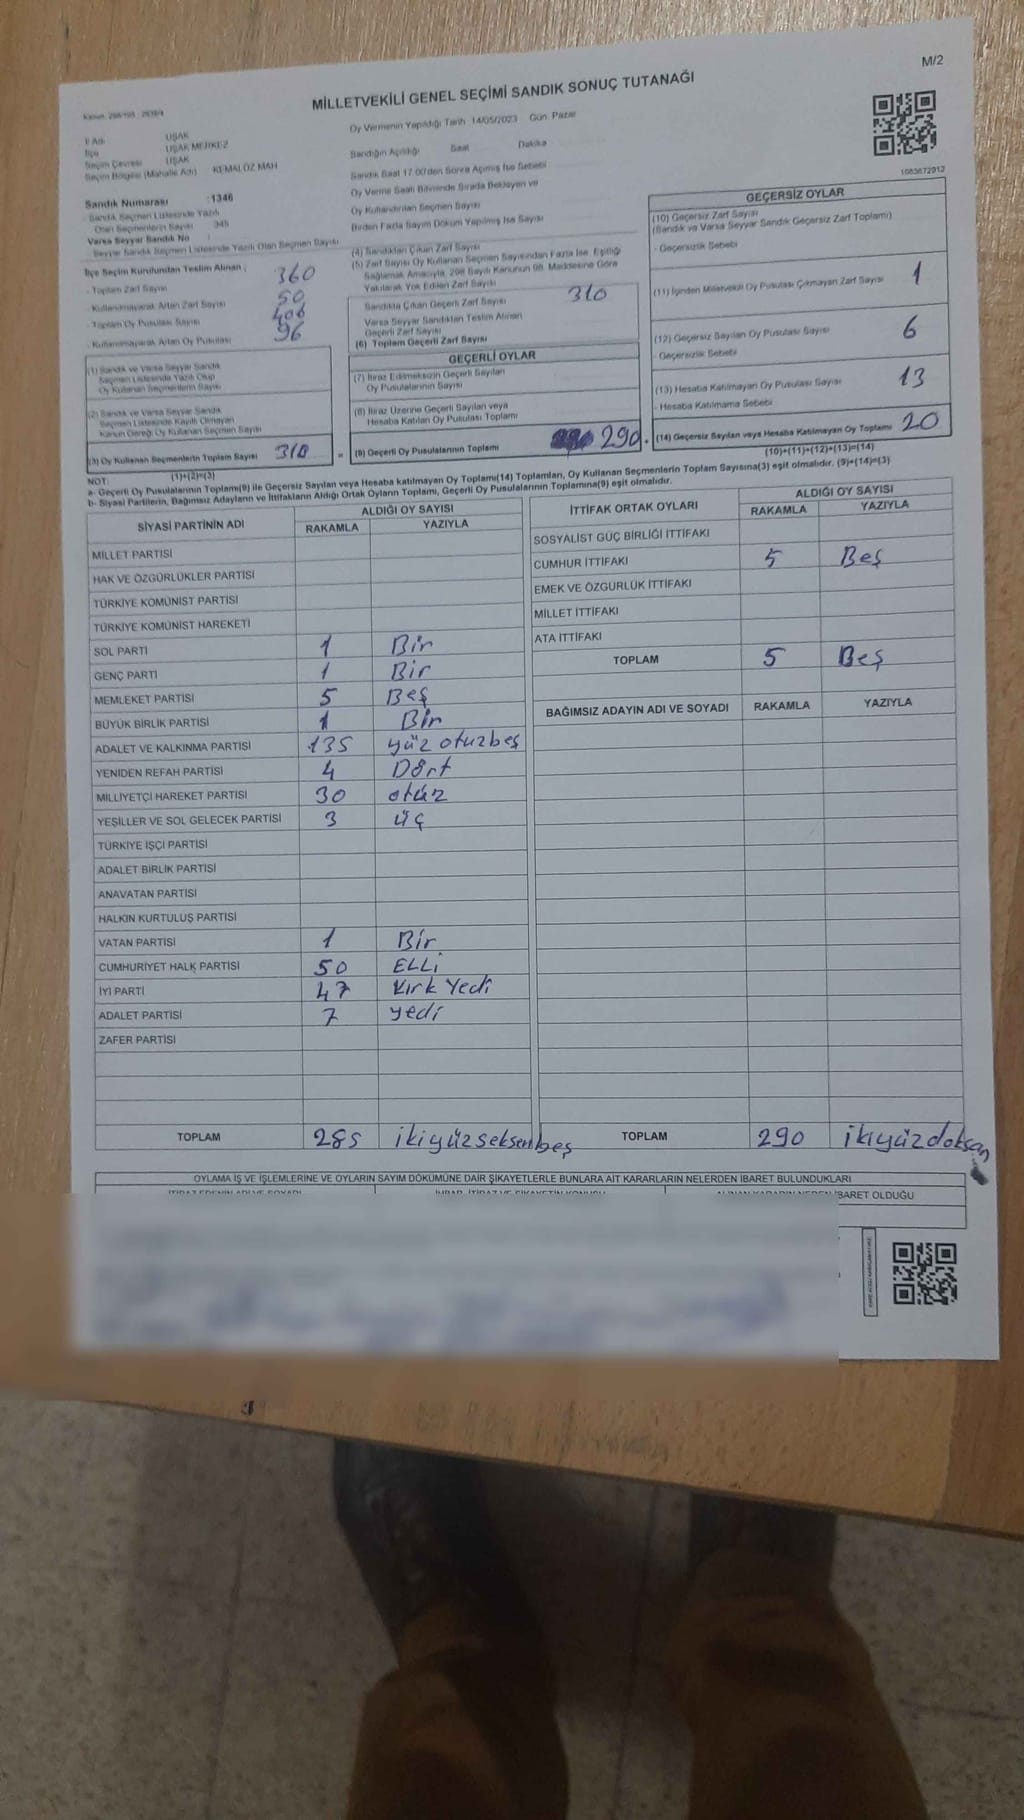 M/2
MİLLETVEKİLİ GENEL SEÇİMİ SANDIK SONUÇ TUTANAĞI
İl Adı UŞAK
İlçe UŞAK MERKEZ
Seçim Çevresi UŞAK
Seçim Bölgesi (Mahalle Adı) KEMALÖZ MAH
Sandık Numarası : 1346
Sandık Seçmen Listesinde Yazılı
Olan Seçmenlerin Sayısı 345
Varsa Seyyar Sandık No :
Seyyar Sandık Seçmen Listesinde Yazılı Olan Seçmen Sayısı
İlçe Seçim Kurulundan Teslim Alınan ;
- Toplam Zarf Sayısı 360
- Kullanılmayarak Artan Zarf Sayısı 50
- Toplam Oy Pusulası Sayısı 406
- Kullanılmayarak Artan Oy Pusulası 96
Oy Vermenin Yapıldığı Tarih 14/05/2023 Gün Pazar
Sandığın Açıldığı Saat Dakika
Sandık Saat 17.00'den Sonra Açılmış İse Sebebi
Oy Verme Saati Bitiminde Sırada Bekleyen ve
Oy Kullandırılan Seçmen Sayısı
Birden Fazla Sayım Döküm Yapılmış İse Sayısı
(4) Sandıktan Çıkan Zarf Sayısı
(5) Zarf Sayısı Oy Kullanan Seçmen Sayısından Fazla İse, Eşitliği
Sağlamak Amacıyla, 298 Sayılı Kanunun 98. Maddesine Göre
Yakılarak Yok Edilen Zarf Sayısı
Sandıkta Çıkan Geçerli Zarf Sayısı 310
Varsa Seyyar Sandıktan Teslim Alınan
Geçerli Zarf Sayısı
(6) Toplam Geçerli Zarf Sayısı
1083672912
GEÇERSİZ OYLAR
(10) Geçersiz Zarf Sayısı
(Sandık ve Varsa Seyyar Sandık Geçersiz Zarf Toplamı)
- Geçersizlik Sebebi
(11) İçinden Milletvekili Oy Pusulası Çıkmayan Zarf Sayısı 1
(12) Geçersiz Sayılan Oy Pusulası Sayısı 6
- Geçersizlik Sebebi
(13) Hesaba Katılmayan Oy Pusulası Sayısı 13
- Hesaba Katılmama Sebebi
(14) Geçersiz Sayılan veya Hesaba Katılmayan Oy Toplamı 20
(10)+(11)+(12)+(13)=(14)
(1) Sandık ve Varsa Seyyar Sandık
Seçmen Listesinde Yazılı Olup
Oy Kullanan Seçmenlerin Sayısı
(2) Sandık ve Varsa Seyyar Sandık
Seçmen Listesinde Kayıtlı Olmayan
Kanun Gereği Oy Kullanan Seçmen Sayısı
(3) Oy Kullanan Seçmenlerin Toplam Sayısı 310 =
(1)+(2)=(3)
GEÇERLİ OYLAR
(7) İtiraz Edilmeksizin Geçerli Sayılan
Oy Pusulalarının Sayısı
(8) İtiraz Üzerine Geçerli Sayılan veya
Hesaba Katılan Oy Pusulası Toplamı
(9) Geçerli Oy Pusulalarının Toplamı 290 +
NOT:
a- Geçerli Oy Pusulalarının Toplamı(9) ile Geçersiz Sayılan veya Hesaba katılmayan Oy Toplamı(14) Toplamları, Oy Kullanan Seçmenlerin Toplam Sayısına(3) eşit olmalıdır. (9)+(14)=(3)
b- Siyasi Partilerin, Bağımsız Adayların ve İttifakların Aldığı Ortak Oyların Toplamı, Geçerli Oy Pusulalarının Toplamına(9) eşit olmalıdır.
SİYASİ PARTİNİN ADI ALDIĞI OY SAYISI
RAKAMLA YAZIYLA
MİLLET PARTİSİ
HAK VE ÖZGÜRLÜKLER PARTİSİ
TÜRKİYE KOMÜNİST PARTİSİ
TÜRKİYE KOMÜNİST HAREKETİ
SOL PARTİ 1 Bir
GENÇ PARTİ 1 Bir
MEMLEKET PARTİSİ 5 Beş
BÜYÜK BİRLİK PARTİSİ 1 Bir
ADALET VE KALKINMA PARTİSİ 135 yüz otuzbeş
YENİDEN REFAH PARTİSİ 4 Dört
MİLLİYETÇİ HAREKET PARTİSİ 30 otuz
YEŞİLLER VE SOL GELECEK PARTİSİ 3 üç
TÜRKİYE İŞÇİ PARTİSİ
ADALET BİRLİK PARTİSİ
ANAVATAN PARTİSİ
HALKIN KURTULUŞ PARTİSİ
VATAN PARTİSİ 1 Bir
CUMHURİYET HALK PARTİSİ 50 ELLİ
İYİ PARTİ 47 Kırk Yedi
ADALET PARTİSİ 7 yedi
ZAFER PARTİSİ
TOPLAM 285 ikiyüzseksenbeş
İTTİFAK ORTAK OYLARI ALDIĞI OY SAYISI
RAKAMLA YAZIYLA
SOSYALİST GÜÇ BİRLİĞİ İTTİFAKI
CUMHUR İTTİFAKI 5 Beş
EMEK VE ÖZGÜRLÜK İTTİFAKI
MİLLET İTTİFAKI
ATA İTTİFAKI
TOPLAM 5 Beş
BAĞIMSIZ ADAYIN ADI VE SOYADI RAKAMLA YAZIYLA
TOPLAM 290 ikiyüzdoksan
OYLAMA İŞ VE İŞLEMLERİNE VE OYLARIN SAYIM DÖKÜMÜNE DAİR ŞİKAYETLERLE BUNLARA AİT KARARLARIN NELERDEN İBARET BULUNDUKLARI
İBARET OLDUĞU